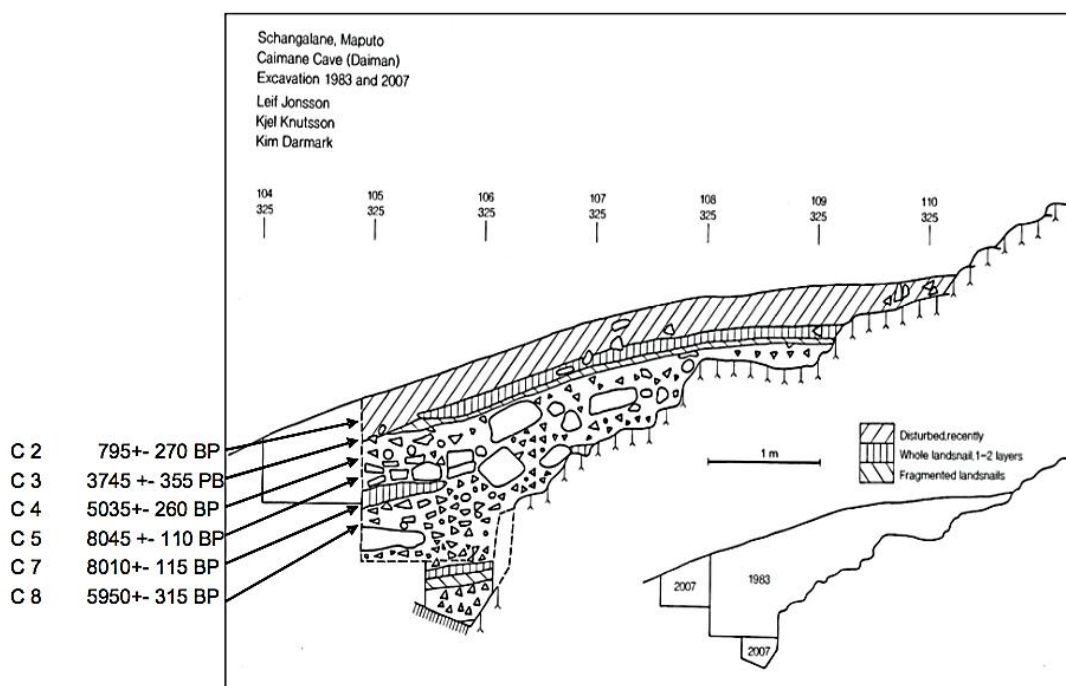 Schangalane, Maputo
Caimane Cave (Daiman)
Excavation 1983 and 2007
Leif Jonsson
Kjel Knutsson
Kim Darmark
104 105 106 107 108 109 110
325 325 325 325 325 325 325
C 2 795+- 270 BP
C 3 3745 +- 355 PB
C 4 5035+- 260 BP
C 5 8045 +- 110 BP
C 7 8010+- 115 BP
C 8 5950+- 315 BP
Disturbed,recently
Whole landsnail,1-2 layers
Fragmented landsnails
1 m
2007 1983
2007